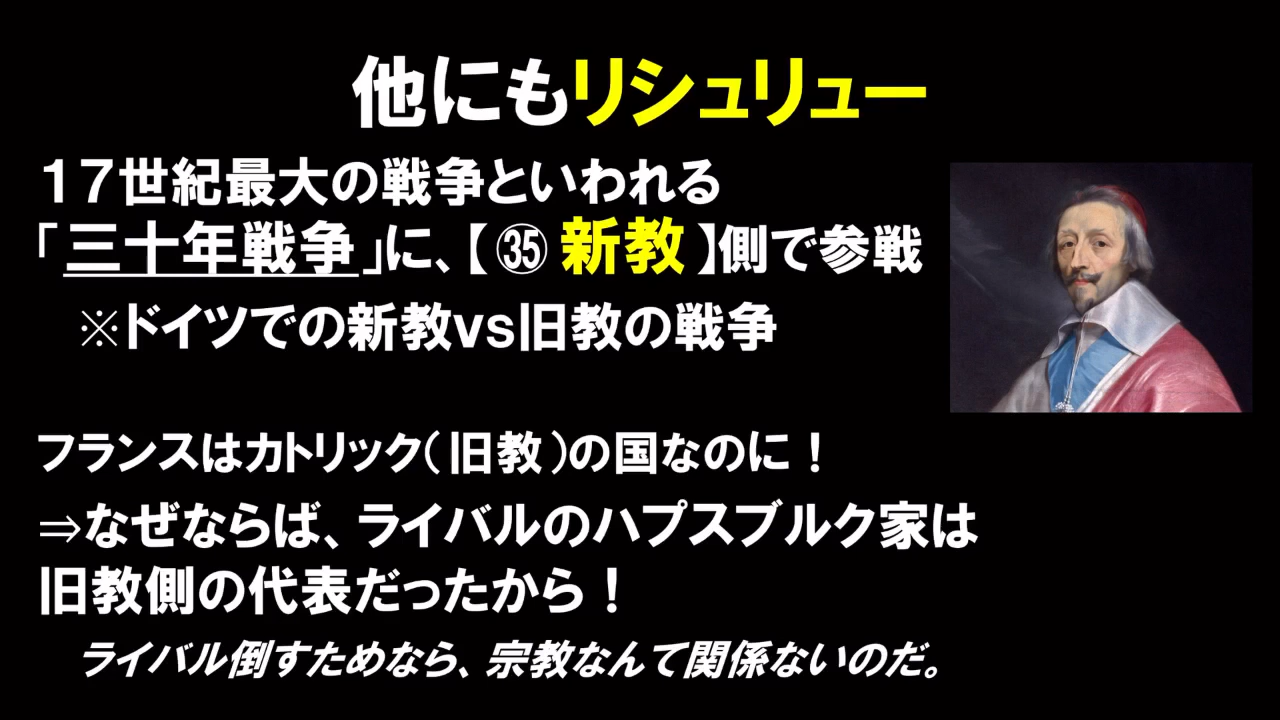 他にもリシュリュー
17世紀最大の戦争といわれる
「三十年戦争」に、【㉟ 新教】側で参戦
※ドイツでの新教vs旧教の戦争
フランスはカトリック（旧教）の国なのに！
⇒なぜならば、ライバルのハプスブルク家は
旧教側の代表だったから！
ライバル倒すためなら、宗教なんて関係ないのだ。